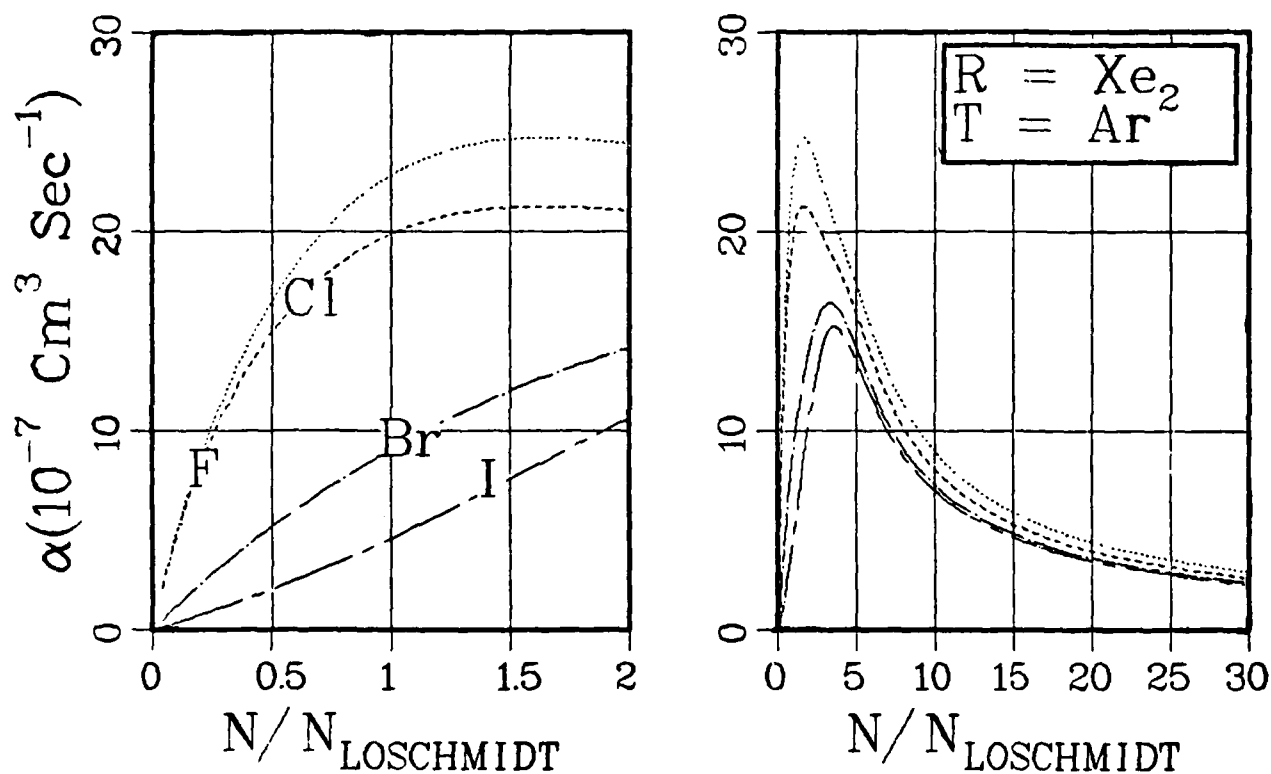 α(10⁻⁷ Cm³ Sec⁻¹)
30
20
10
0
F
Cl
Br
I
0 0.5 1 1.5 2
N/N_LOSCHMIDT
30
20
10
0
R = Xe₂
T = Ar
0 5 10 15 20 25 30
N/N_LOSCHMIDT